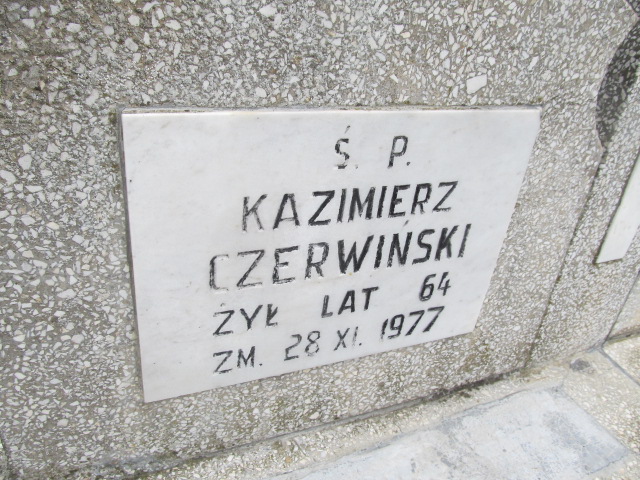 Ś. P.
KAZIMIERZ
CZERWIŃSKI
ŻYŁ LAT 64
ZM. 28 XI. 1977